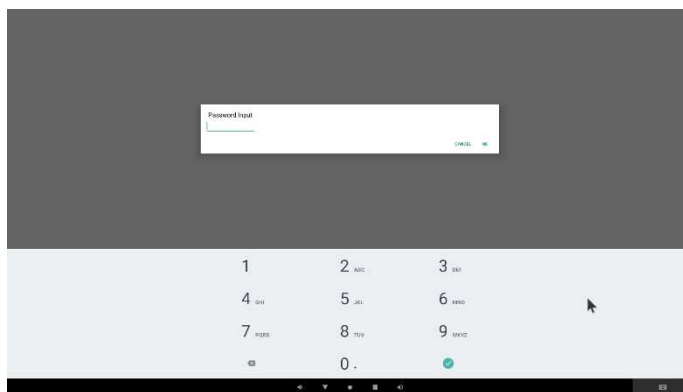 Password Input
CANCEL OK
1 2 ABC 3 DEF
4 GHI 5 JKL 6 MNO
7 PQRS 8 TUV 9 WXYZ
0 .